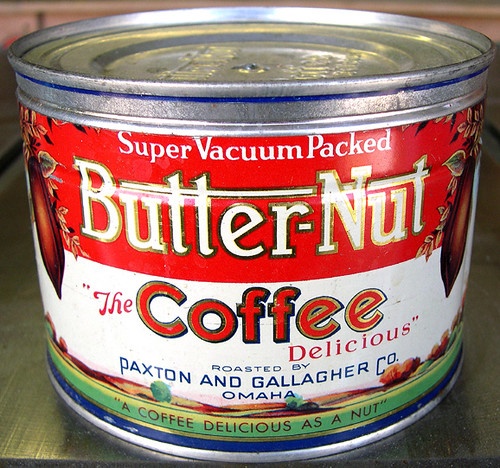 Super Vacuum Packed
Butter-Nut
"The
Coffee
Delicious"
ROASTED BY
PAXTON AND GALLAGHER CO.
OMAHA
"A COFFEE DELICIOUS AS A NUT"